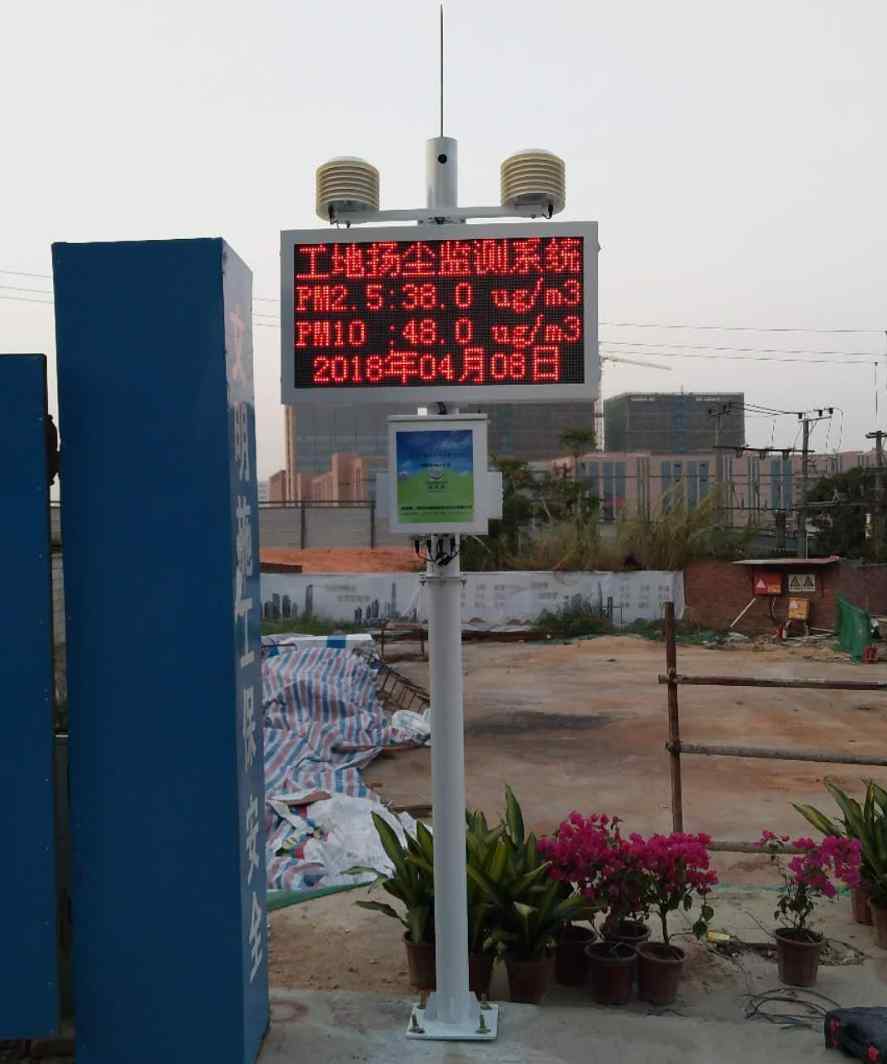 工地扬尘监测系统
PM2.5:38.0 ug/m3
PM10 :48.0 ug/m3
2018年04月08日
文明施工保安全